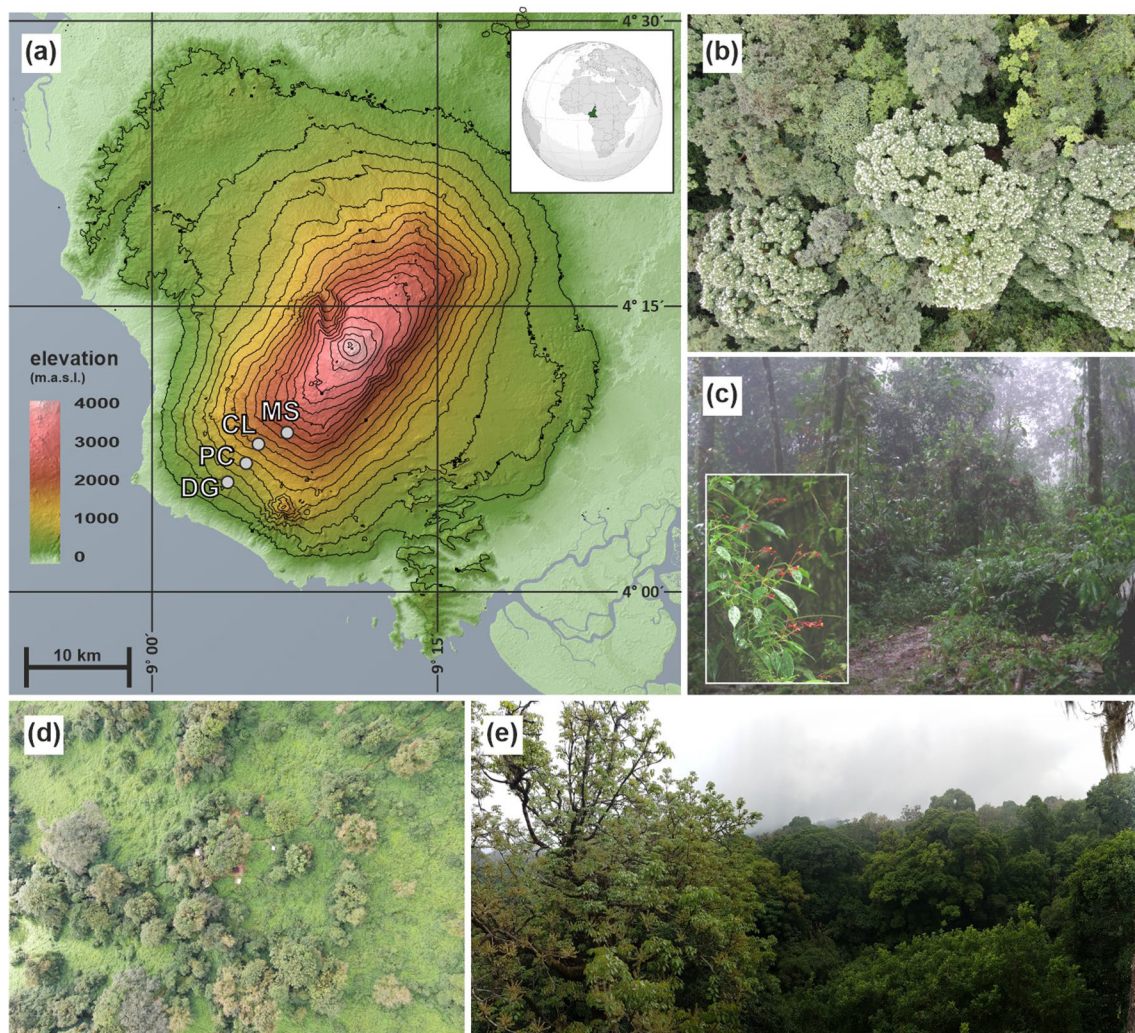 (a)
4° 30´
4° 15´
elevation
(m.a.s.l.)
4000
3000
2000
1000
0
MS
CL
PC
DG
4° 00´
10 km
9° 00´
9° 15´
(b)
(c)
(d)
(e)